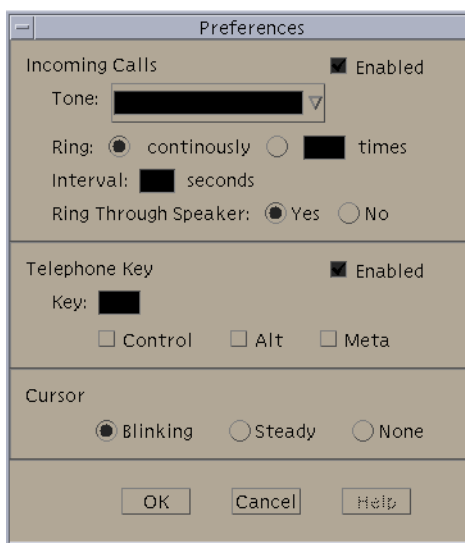 Preferences
Incoming Calls Enabled
Tone:
Ring: continously times
Interval: seconds
Ring Through Speaker: Yes No
Telephone Key Enabled
Key:
Control Alt Meta
Cursor
Blinking Steady None
OK Cancel Help